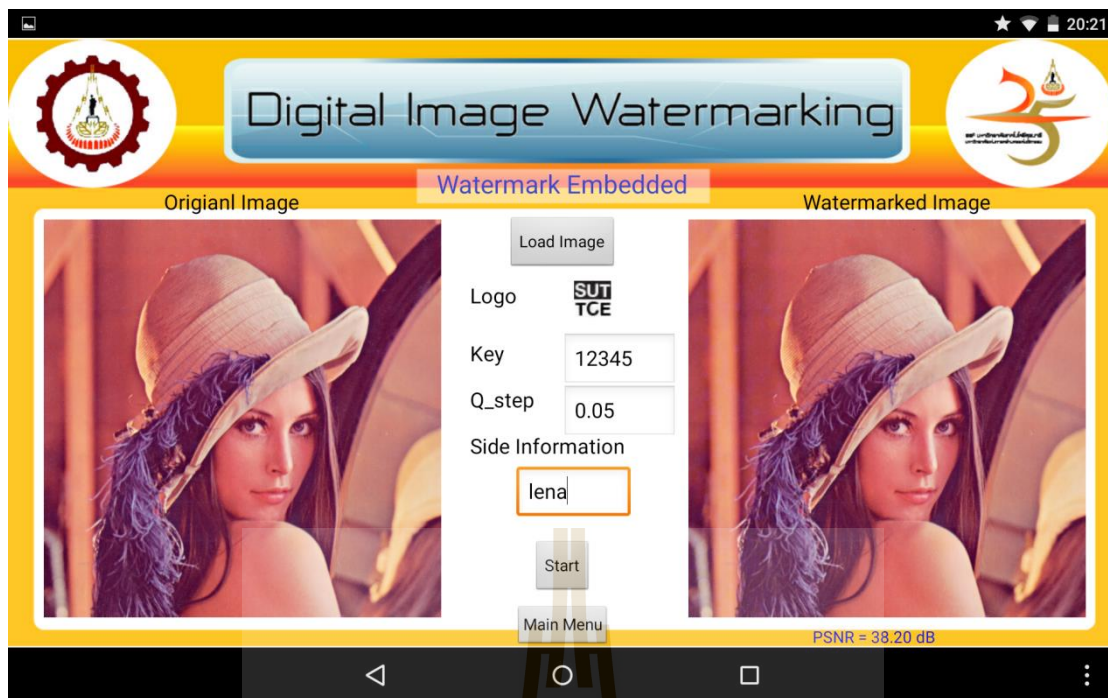 20:21
Digital Image Watermarking
Watermark Embedded
Origianl Image
Watermarked Image
Load Image
Logo
SUT
TCE
Key
12345
Q_step
0.05
Side Information
lena
Start
Main Menu
PSNR = 38.20 dB